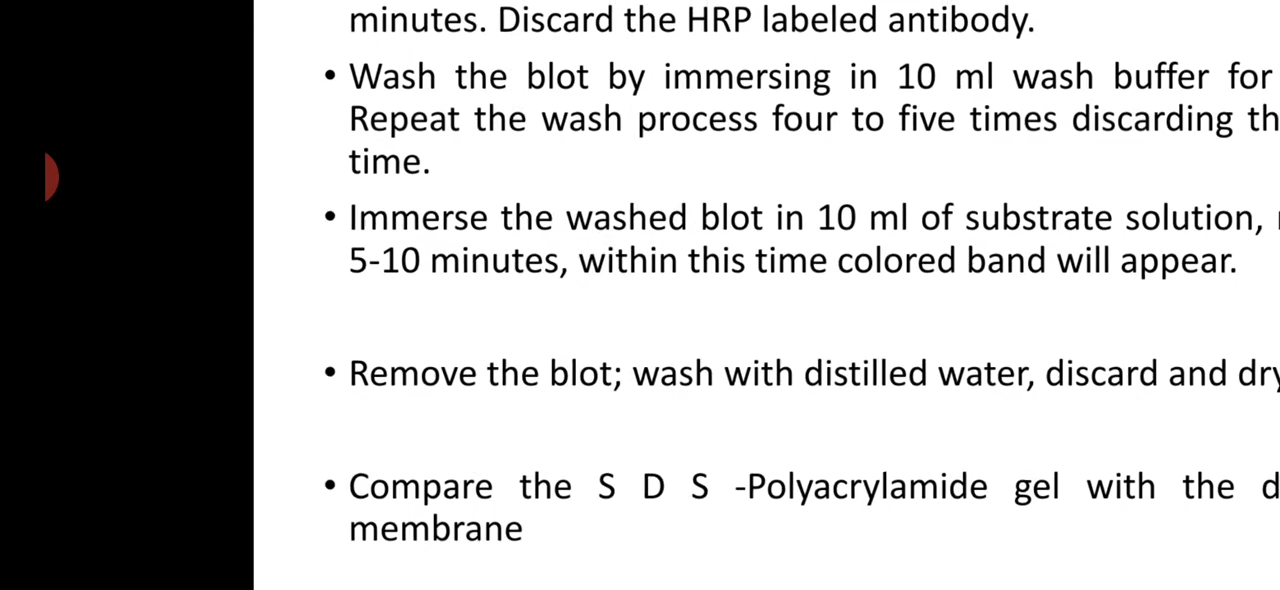 minutes. Discard the HRP labeled antibody.
• Wash the blot by immersing in 10 ml wash buffer for
Repeat the wash process four to five times discarding
time.
• Immerse the washed blot in 10 ml of substrate solution,
5-10 minutes, within this time colored band will appear.
• Remove the blot; wash with distilled water, discard and dry
• Compare the S D S -Polyacrylamide gel with the
membrane